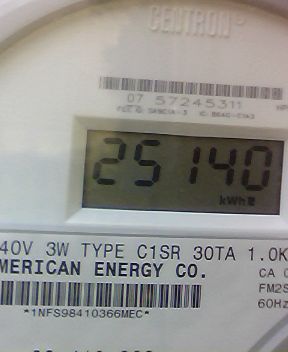 CENTRON®
07 57245311
25140
kWh
40V 3W TYPE C1SR 30TA 1.0K
MERICAN ENERGY CO.
CA 0
FM2S
60Hz
*1NFS98410366MEC*